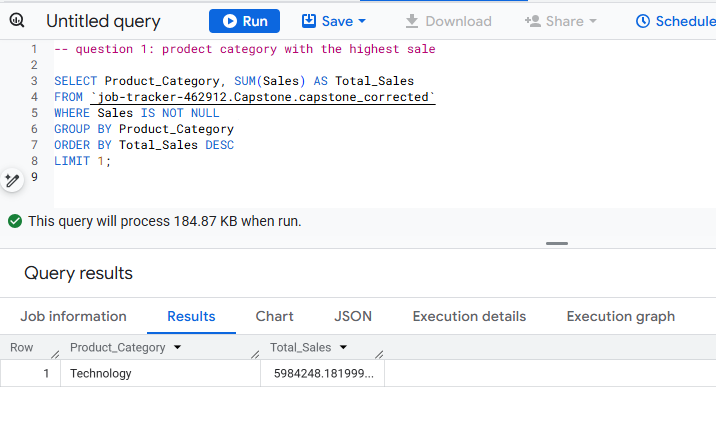 Untitled query Run Save Download Share Schedule
1 -- question 1: prodect category with the highest sale
2
3 SELECT Product_Category, SUM(Sales) AS Total_Sales
4 FROM `job-tracker-462912.Capstone.capstone_corrected`
5 WHERE Sales IS NOT NULL
6 GROUP BY Product_Category
7 ORDER BY Total_Sales DESC
8 LIMIT 1;
9
This query will process 184.87 KB when run.
Query results
Job information Results Chart JSON Execution details Execution graph
Row Product_Category Total_Sales
1 Technology 5984248.181999...